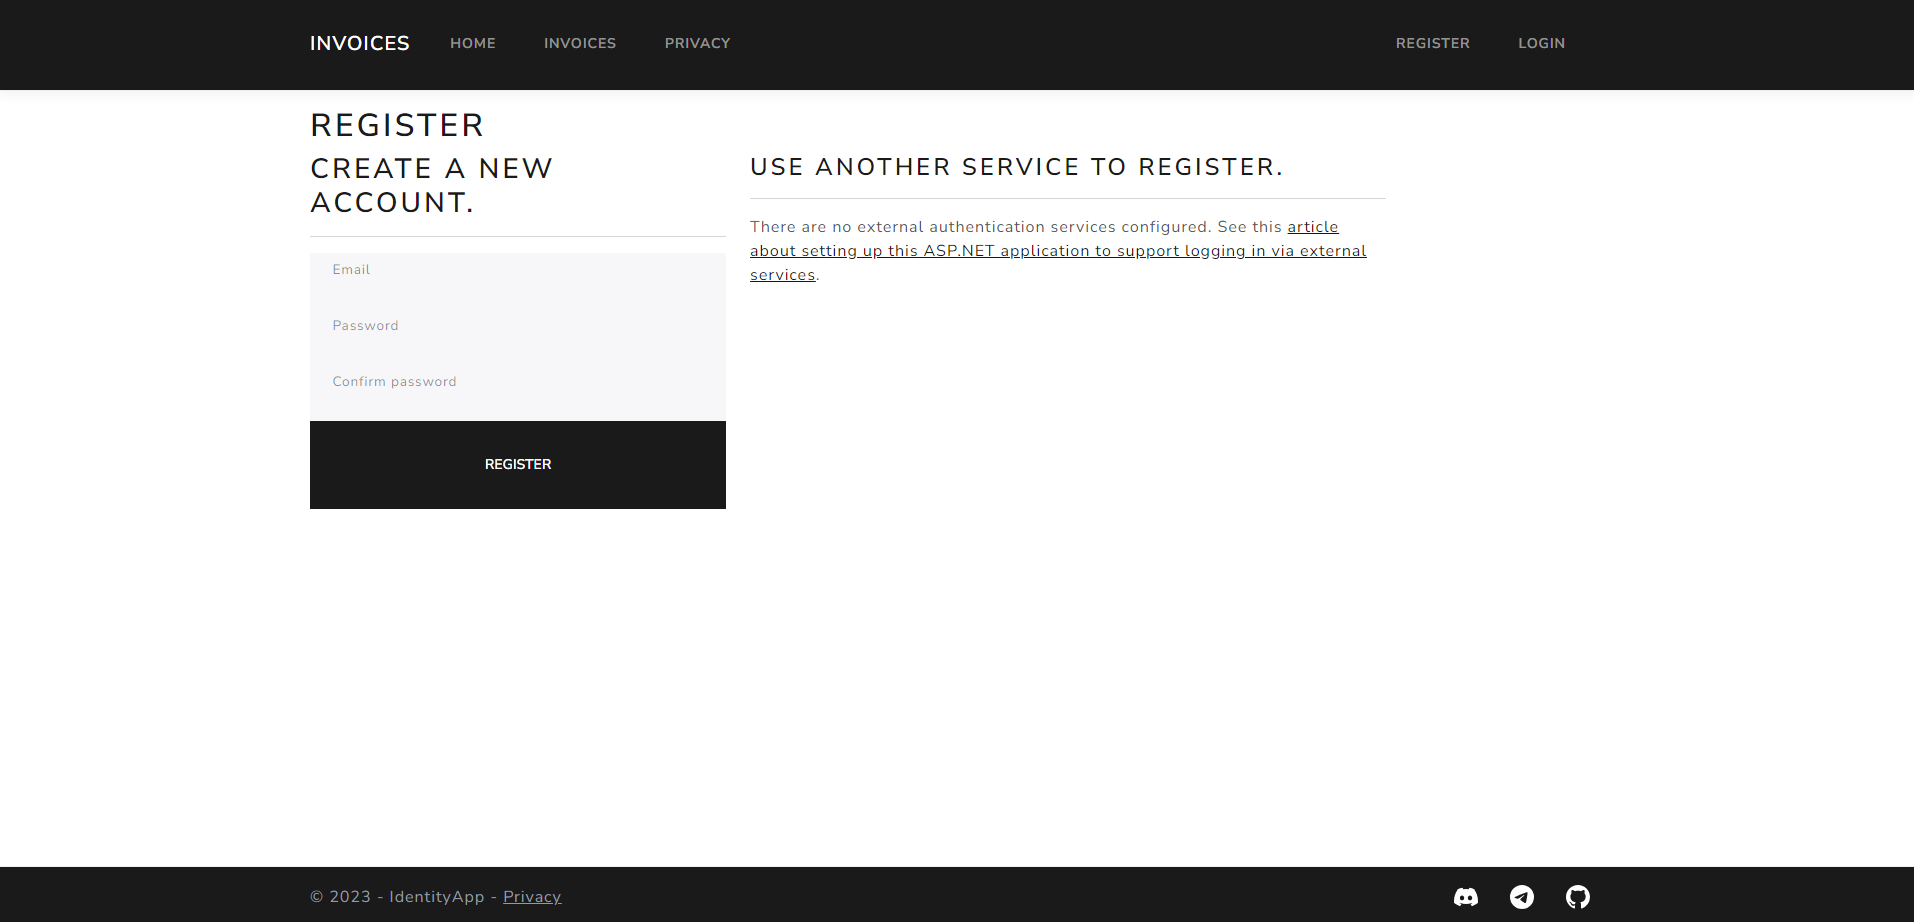 INVOICES HOME INVOICES PRIVACY REGISTER LOGIN
REGISTER
CREATE A NEW
ACCOUNT.
Email
Password
Confirm password
REGISTER
USE ANOTHER SERVICE TO REGISTER.
There are no external authentication services configured. See this article
about setting up this ASP.NET application to support logging in via external
services.
© 2023 - IdentityApp - Privacy